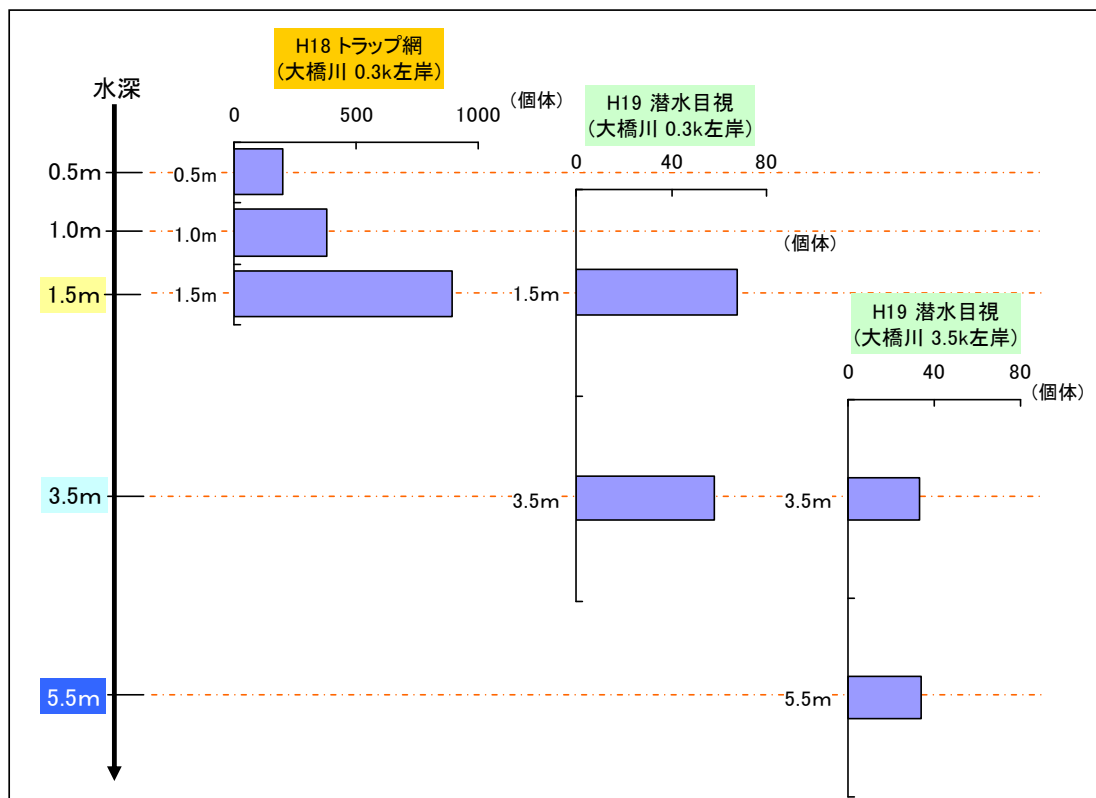 H18 トラップ網
(大橋川 0.3k左岸)
水深
0
500
1000
(個体)
0.5m
1.0m
1.5m
3.5m
5.5m
0.5m
1.0m
1.5m
H19 潜水目視
(大橋川 0.3k左岸)
0
40
80
(個体)
1.5m
3.5m
H19 潜水目視
(大橋川 3.5k左岸)
0
40
80
(個体)
3.5m
5.5m